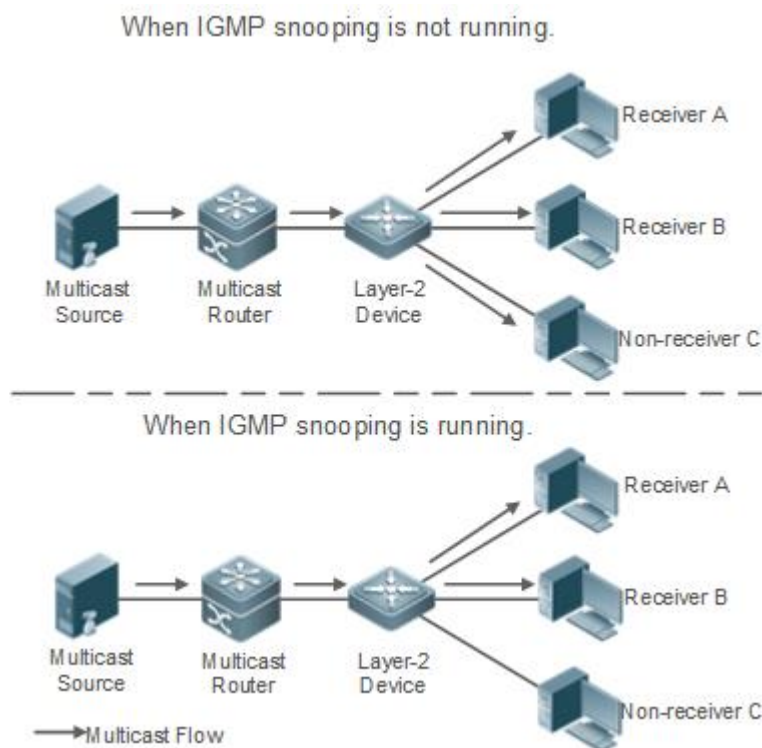 When IGMP snooping is not running.
Receiver A
Receiver B
Multicast
Source
Multicast
Router
Layer-2
Device
Non-receiver C
When IGMP snooping is running.
Receiver A
Receiver B
Multicast
Source
Multicast
Router
Layer-2
Device
Non-receiver C
Multicast Flow